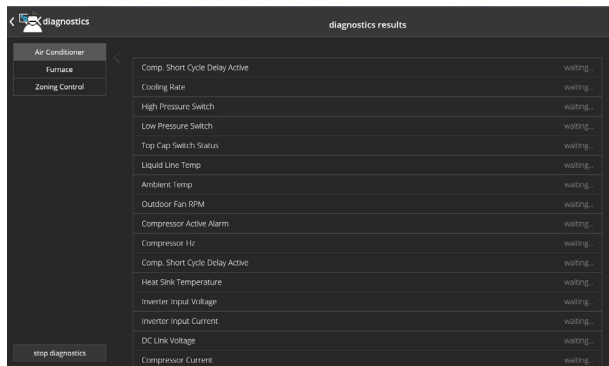 diagnostics
diagnostics results
Air Conditioner
Furnace
Zoning Control
Comp. Short Cycle Delay Active waiting...
Cooling Rate waiting...
High Pressure Switch waiting...
Low Pressure Switch waiting...
Top Cap Switch Status waiting...
Liquid Line Temp waiting...
Ambient Temp waiting...
Outdoor Fan RPM waiting...
Compressor Active Alarm waiting...
Compressor Hz waiting...
Comp. Short Cycle Delay Active waiting...
Heat Sink Temperature waiting...
Inverter Input Voltage waiting...
Inverter Input Current waiting...
DC Link Voltage waiting...
Compressor Current waiting...
stop diagnostics